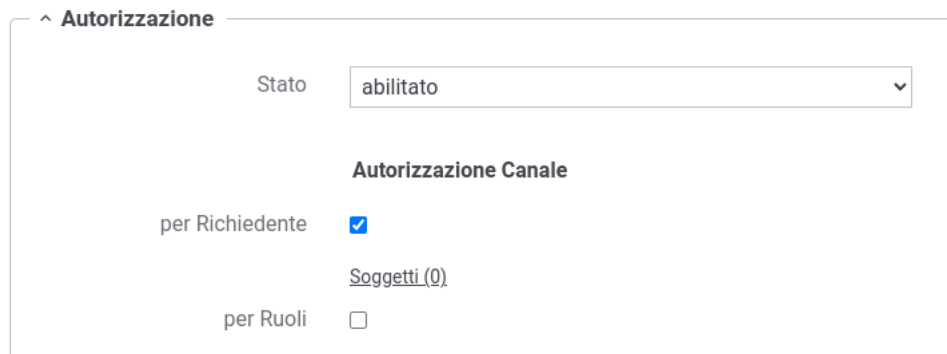 Autorizzazione
Stato abilitato
Autorizzazione Canale
per Richiedente
Soggetti (0)
per Ruoli